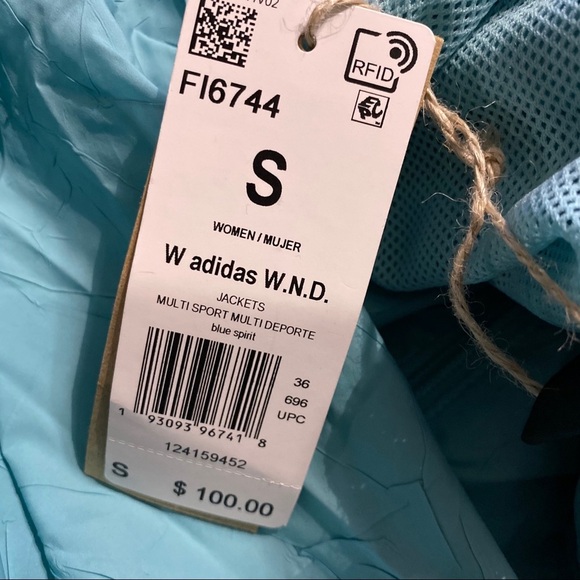 RFID
FI6744
S
WOMEN / MUJER
W adidas W.N.D.
JACKETS
MULTI SPORT MULTI DEPORTE
blue spirit
36
696
UPC
1 93093 96741 8
124159452
S $ 100.00